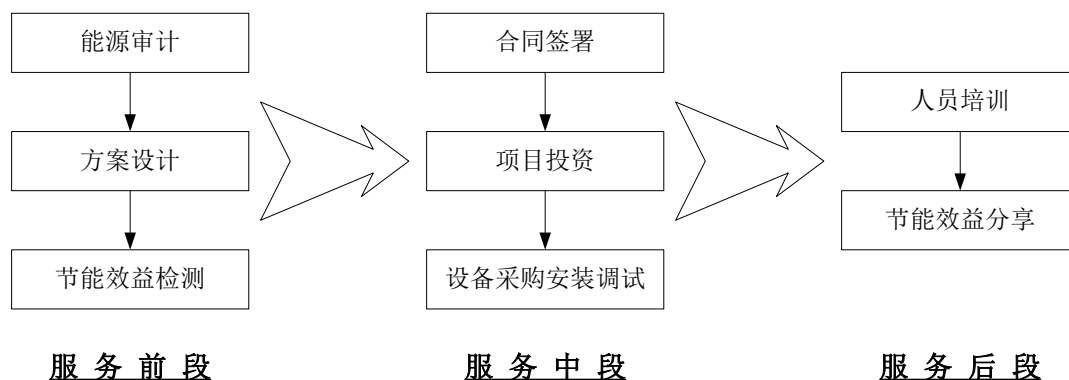 能源审计
方案设计
节能效益检测
服务前段
合同签署
项目投资
设备采购安装调试
服务中段
人员培训
节能效益分享
服务后段